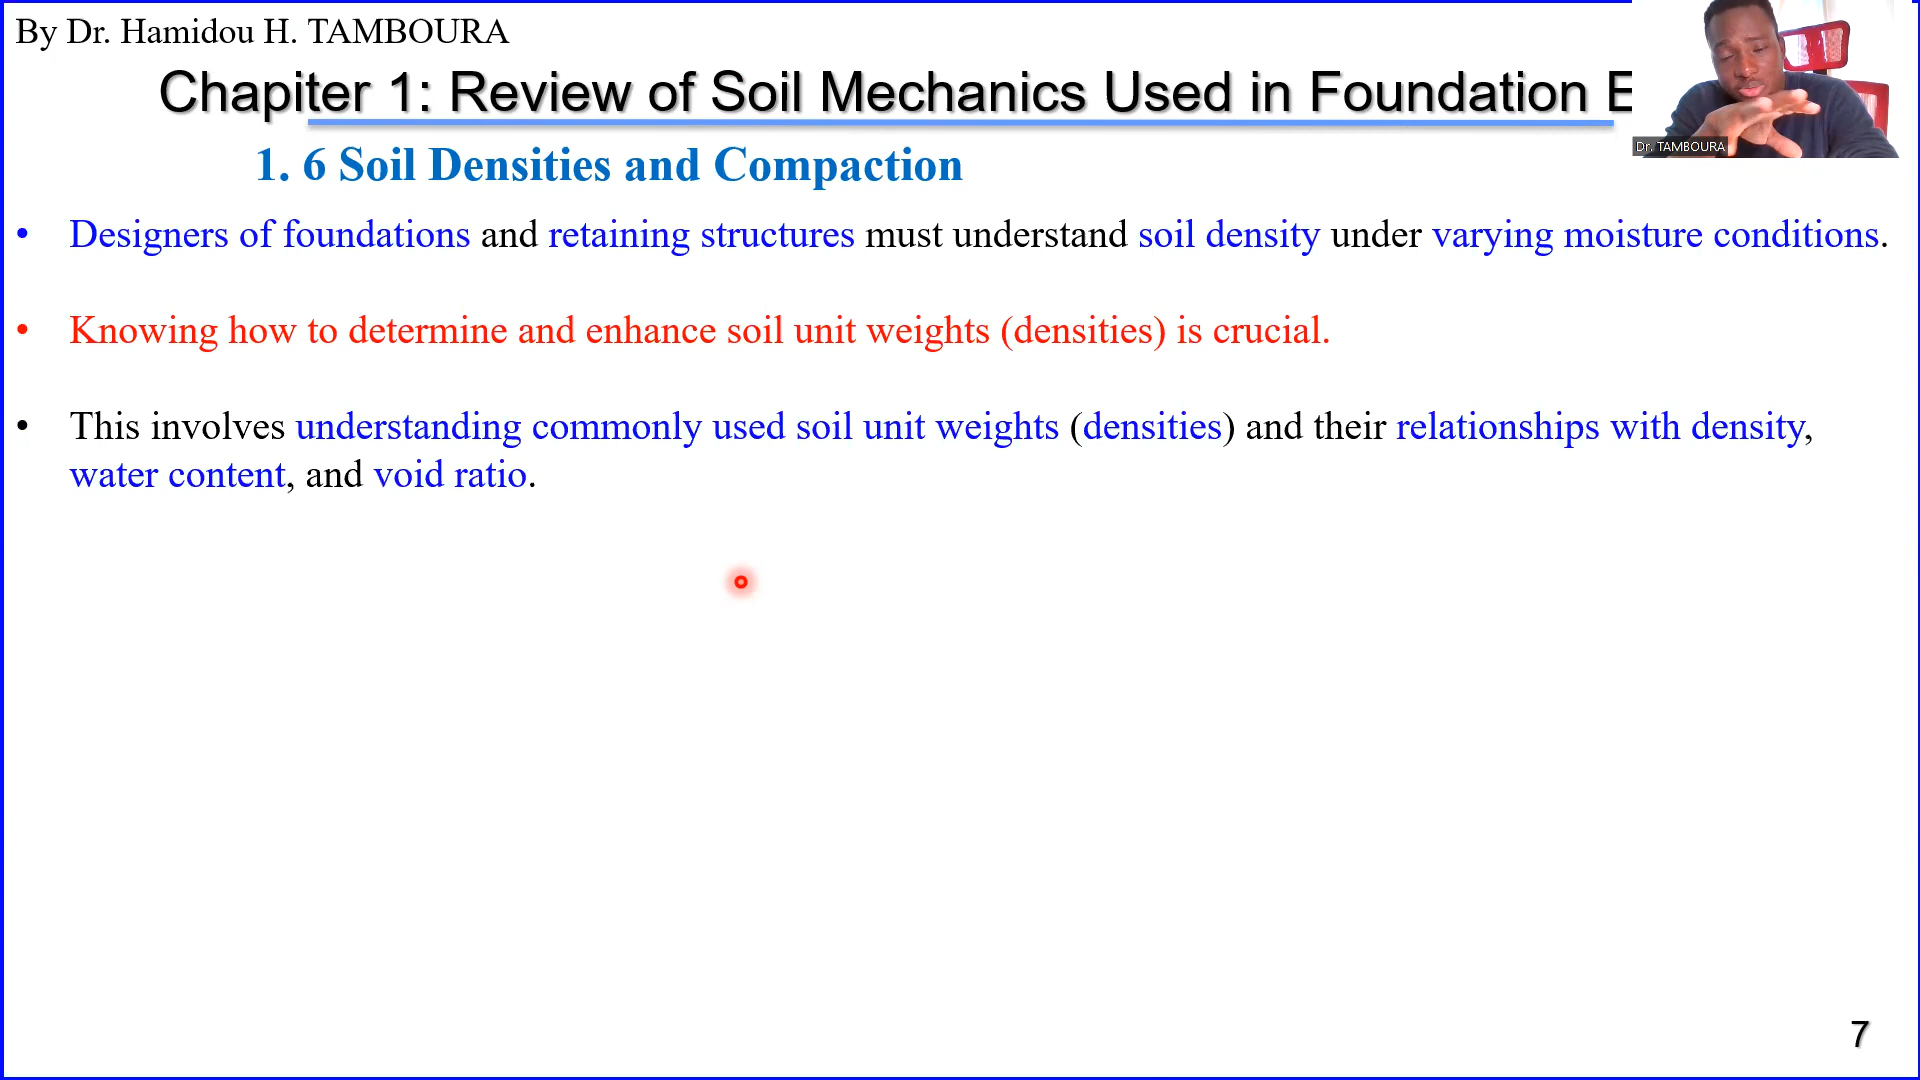 By Dr. Hamidou H. TAMBOURA
Chapiter 1: Review of Soil Mechanics Used in Foundation E
Dr. TAMBOURA
1. 6 Soil Densities and Compaction
• Designers of foundations and retaining structures must understand soil density under varying moisture conditions.
• Knowing how to determine and enhance soil unit weights (densities) is crucial.
• This involves understanding commonly used soil unit weights (densities) and their relationships with density,
water content, and void ratio.
7